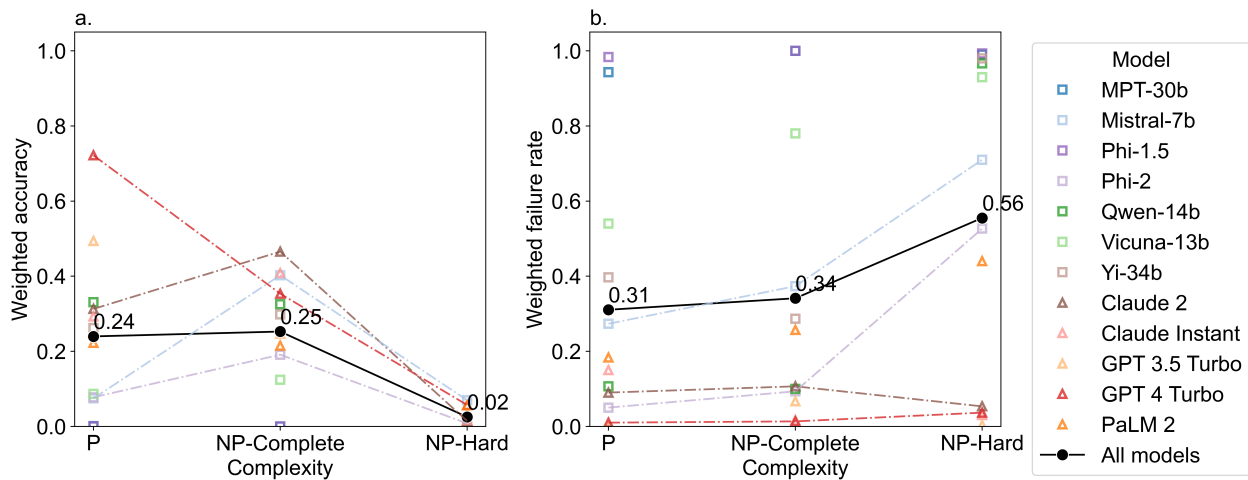 a.
Weighted accuracy
1.0
0.8
0.6
0.4
0.2
0.0
0.24
0.25
0.02
P
NP-Complete
NP-Hard
Complexity
b.
Weighted failure rate
1.0
0.8
0.6
0.4
0.2
0.0
0.31
0.34
0.56
P
NP-Complete
NP-Hard
Complexity
Model
MPT-30b
Mistral-7b
Phi-1.5
Phi-2
Qwen-14b
Vicuna-13b
Yi-34b
Claude 2
Claude Instant
GPT 3.5 Turbo
GPT 4 Turbo
PaLM 2
All models